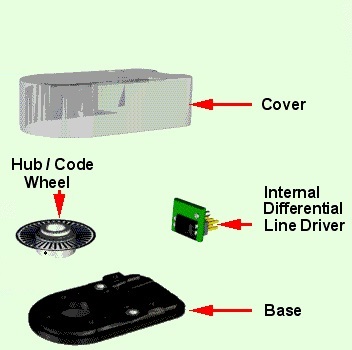 Cover
Hub / Code
Wheel
Internal
Differential
Line Driver
Base